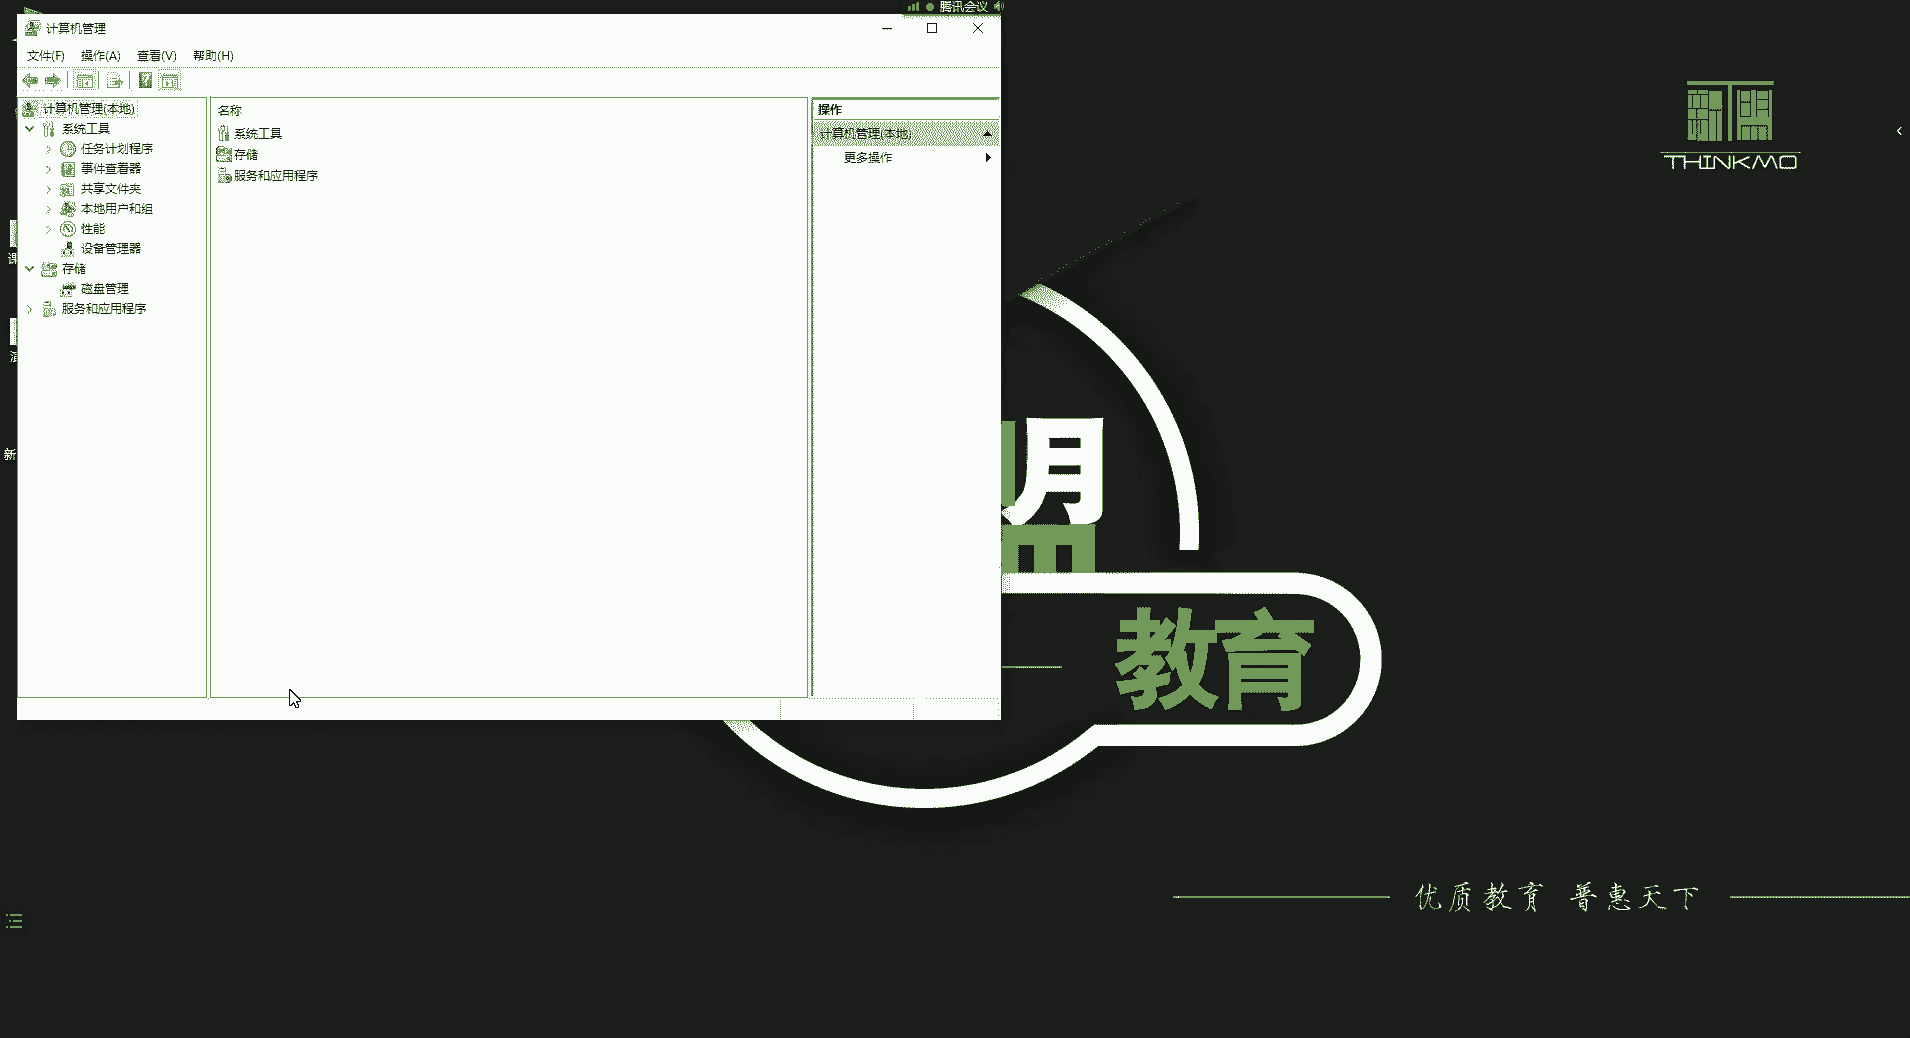 腾讯会议
计算机管理
文件(F) 操作(A) 查看(V) 帮助(H)
计算机管理(本地)
系统工具
任务计划程序
事件查看器
共享文件夹
本地用户和组
性能
设备管理器
存储
磁盘管理
服务和应用程序
名称
系统工具
存储
服务和应用程序
操作
计算机管理(本地)
更多操作
THINKMO
新
教育
优质教育 普惠天下